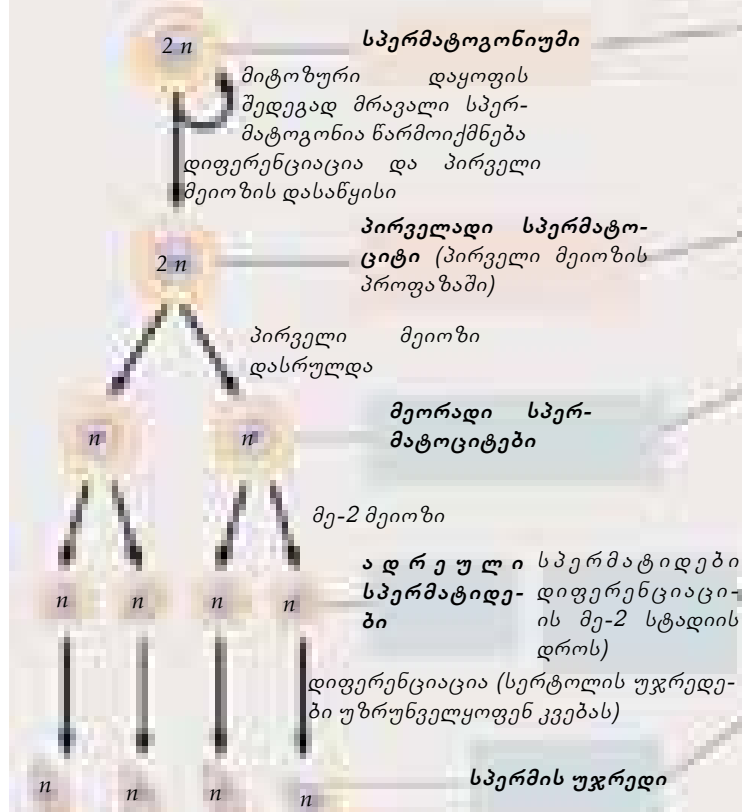 2 n
სპერმატოგონიუმი
მიტოზური დაყოფის
შედეგად მრავალი სპერ-
მატოგონია წარმოიქმნება
დიფერენციაცია და პირველი
მეიოზის დასაწყისი
2 n
პირველადი სპერმატო-
ციტი (პირველი მეიოზის
პროფაზაში)
პირველი მეიოზი
დასრულდა
n n
მეორადი სპერ-
მატოციტები
მე-2 მეიოზი
n n n n
ადრეული
სპერმატიდე-
ბი
სპერმატიდები
დიფერენციაცი-
ის მე-2 სტადიის
დროს)
დიფერენციაცია (სერტოლის უჯრედე-
ბი უზრუნველყოფენ კვებას)
n n n n
სპერმის უჯრედი